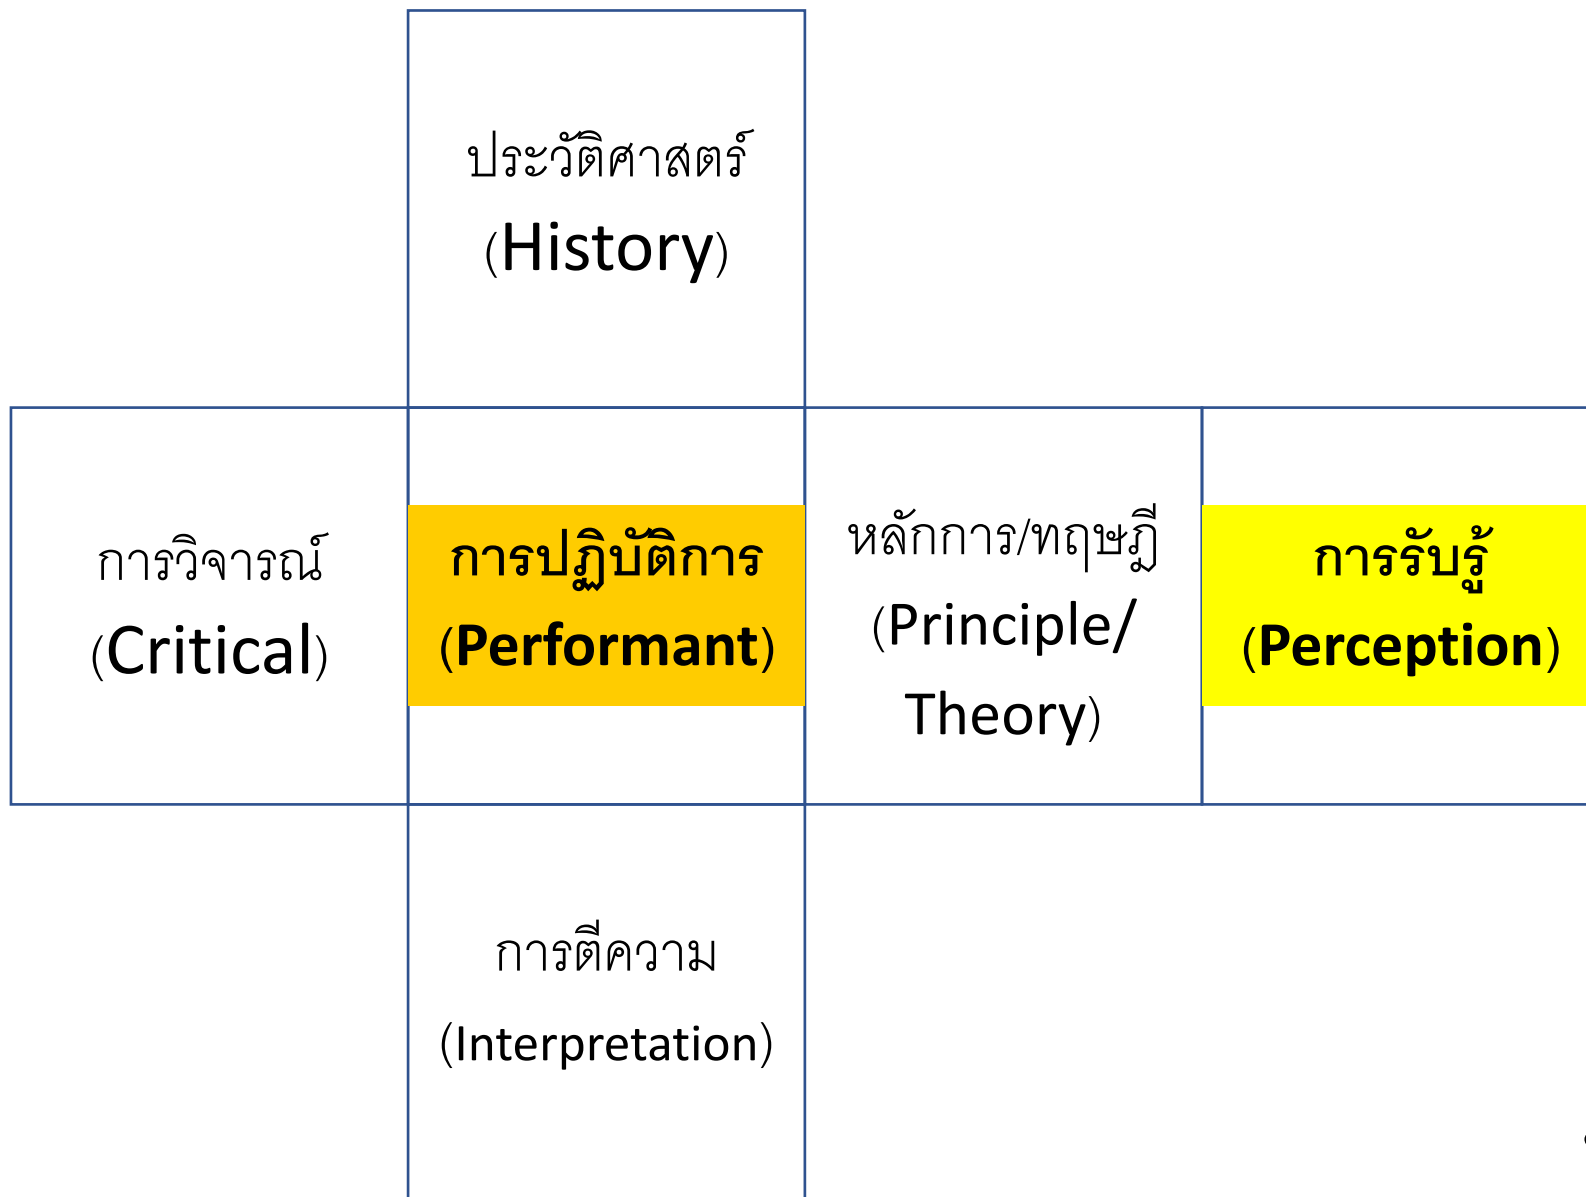 ประวัติศาสตร์
(History)
การวิจารณ์
(Critical)
การปฏิบัติการ
(Performant)
หลักการ/ทฤษฎี
(Principle/
Theory)
การรับรู้
(Perception)
การตีความ
(Interpretation)